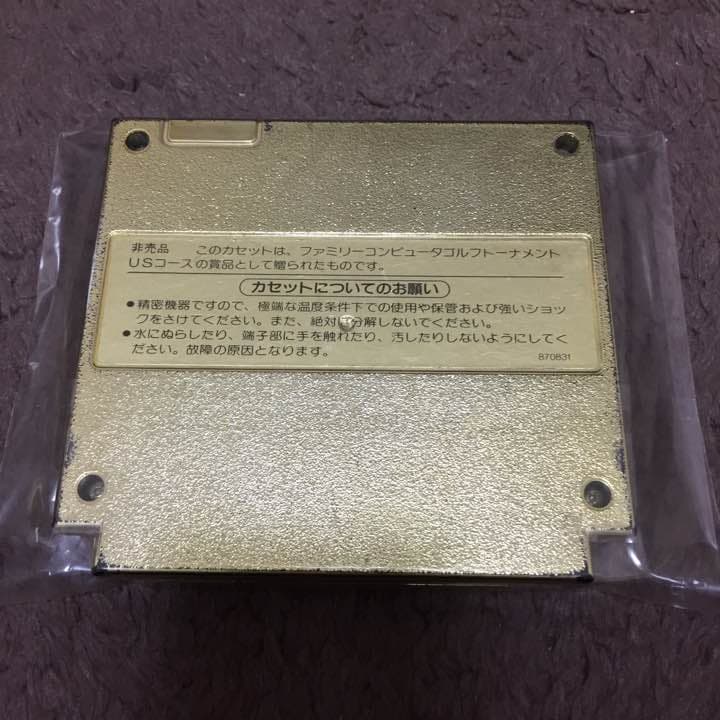 非売品 このカセットは、ファミリーコンピュータゴルフトーナメント
USコースの賞品として贈られたものです。
カセットについてのお願い
●精密機器ですので、極端な温度条件下での使用や保管および強いショッ
クをさけてください。また、絶対に分解しないでください。
●水にぬらしたり、端子部に手を触れたり、汚したりしないようにしてく
ださい。故障の原因となります。
870831